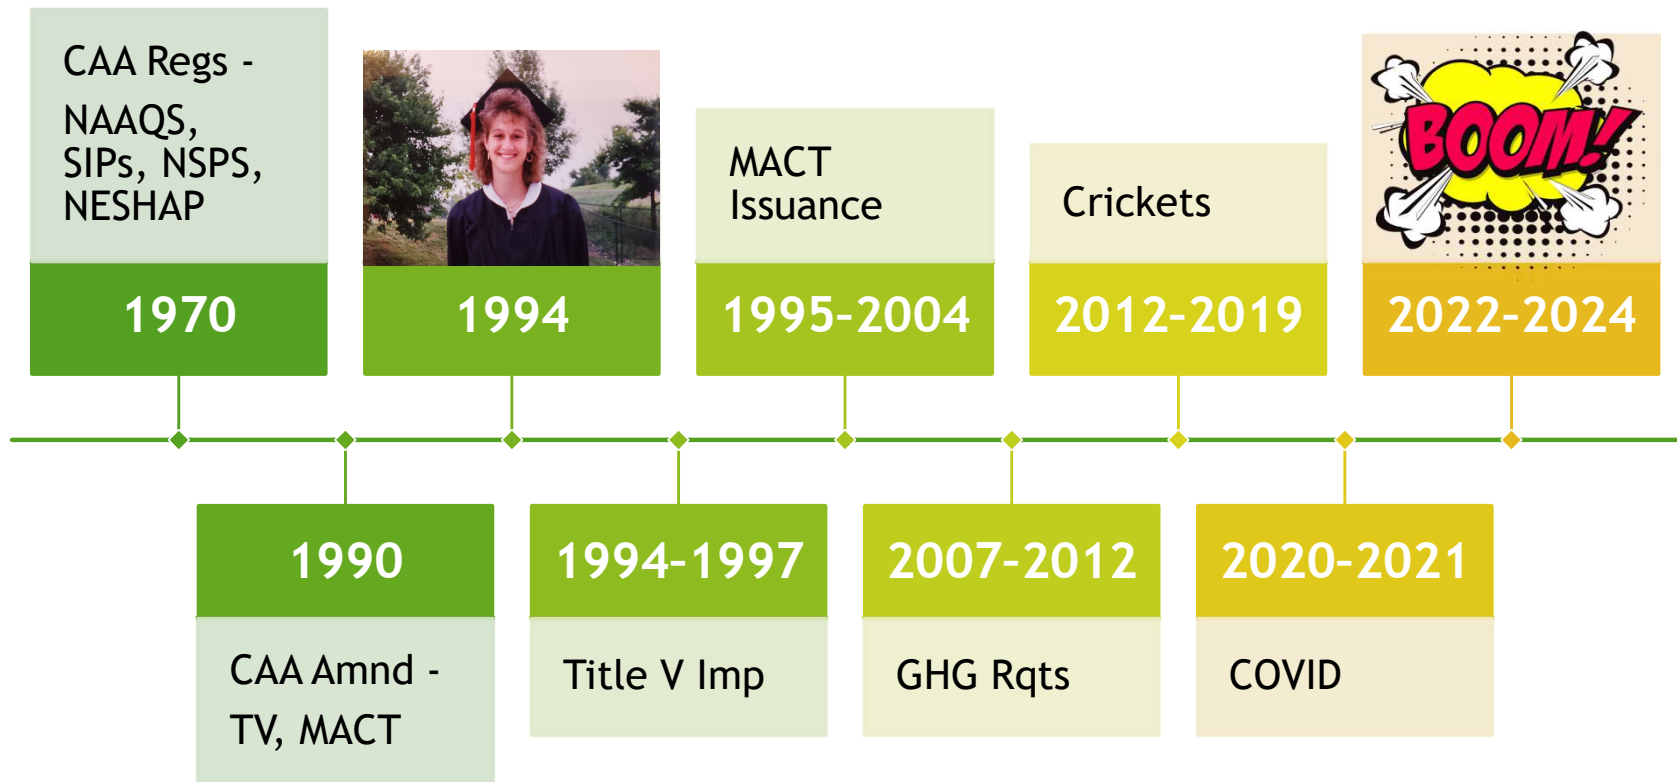 CAA Regs -
NAAQS,
SIPs, NSPS,
NESHAP
1970
1994
MACT
Issuance
1995-2004
Crickets
2012-2019
BOOM!
2022-2024
1990
CAA Amnd -
TV, MACT
1994-1997
Title V Imp
2007-2012
GHG Rqts
2020-2021
COVID